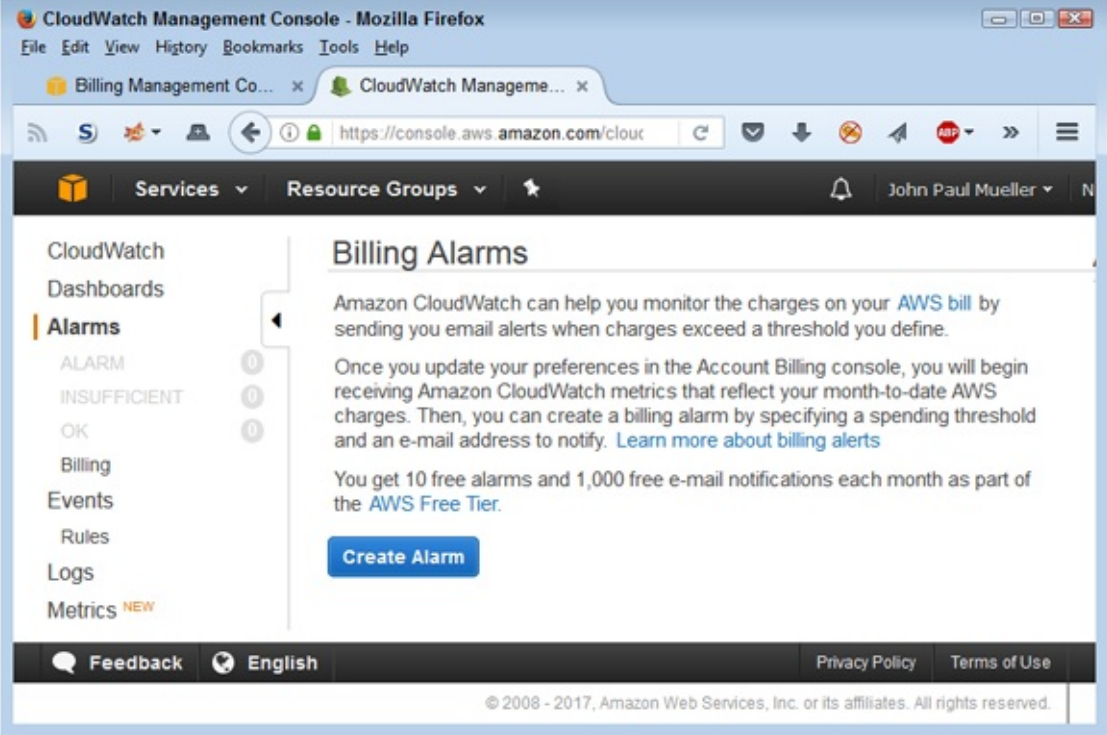 CloudWatch Management Console - Mozilla Firefox
File Edit View History Bookmarks Tools Help
Billing Management Co... × CloudWatch Manageme... ×
S https://console.aws.amazon.com/clouc ABP »
Services Resource Groups John Paul Mueller N
CloudWatch
Dashboards
Alarms
ALARM 0
INSUFFICIENT 0
OK 0
Billing
Events
Rules
Logs
Metrics NEW
Billing Alarms
Amazon CloudWatch can help you monitor the charges on your AWS bill by
sending you email alerts when charges exceed a threshold you define.
Once you update your preferences in the Account Billing console, you will begin
receiving Amazon CloudWatch metrics that reflect your month-to-date AWS
charges. Then, you can create a billing alarm by specifying a spending threshold
and an e-mail address to notify. Learn more about billing alerts
You get 10 free alarms and 1,000 free e-mail notifications each month as part of
the AWS Free Tier.
Create Alarm
Feedback English Privacy Policy Terms of Use
© 2008 - 2017, Amazon Web Services, Inc. or its affiliates. All rights reserved.